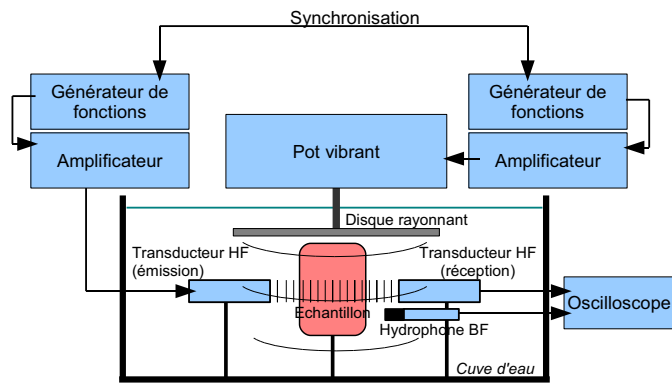 Synchronisation
Générateur de
fonctions
Amplificateur
Pot vibrant
Générateur de
fonctions
Amplificateur
Disque rayonnant
Transducteur HF
(émission)
Transducteur HF
(réception)
Echantillon
Hydrophone BF
Oscilloscope
Cuve d'eau